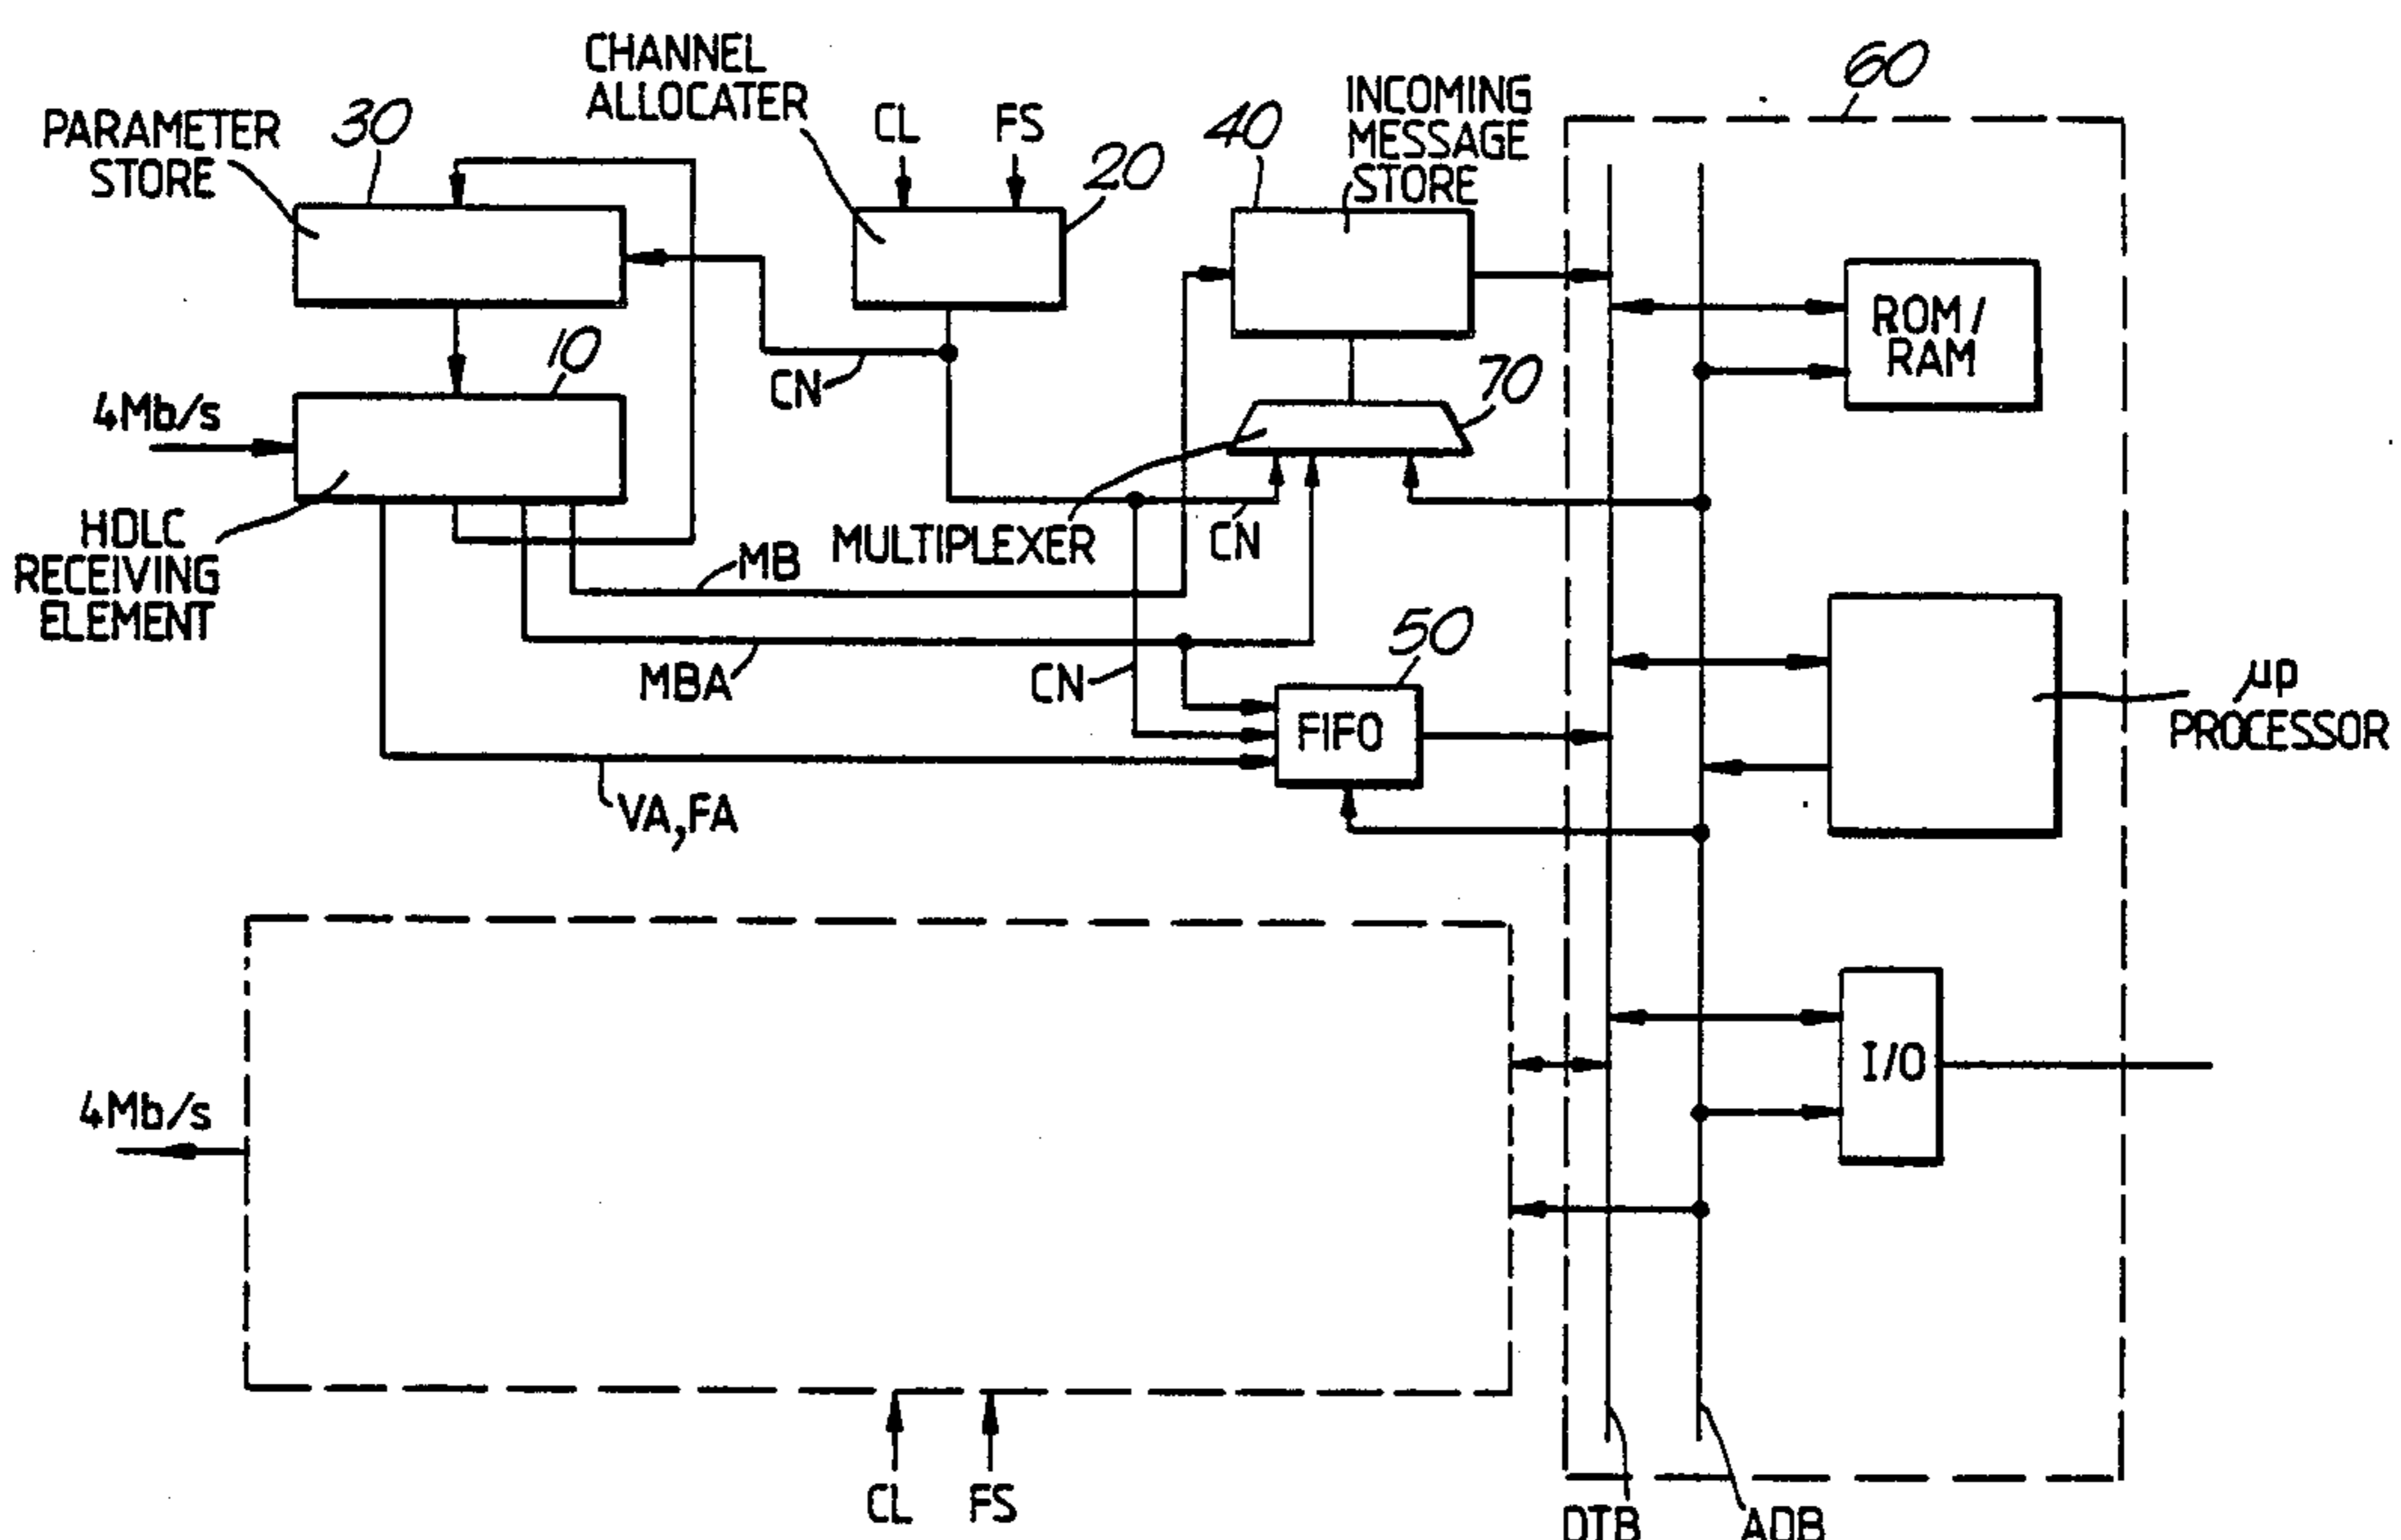 CHANNEL
ALLOCATER
PARAMETER
STORE
30
CL
FS
20
40
INCOMING
MESSAGE
STORE
60
ROM/
RAM
10
CN
70
4Mb/s
HDLC
RECEIVING
ELEMENT
MULTIPLEXER
CN
MB
MBA
CN
50
FIFO
VA,FA
μp
PROCESSOR
I/O
4Mb/s
CL
FS
DTB
ADB